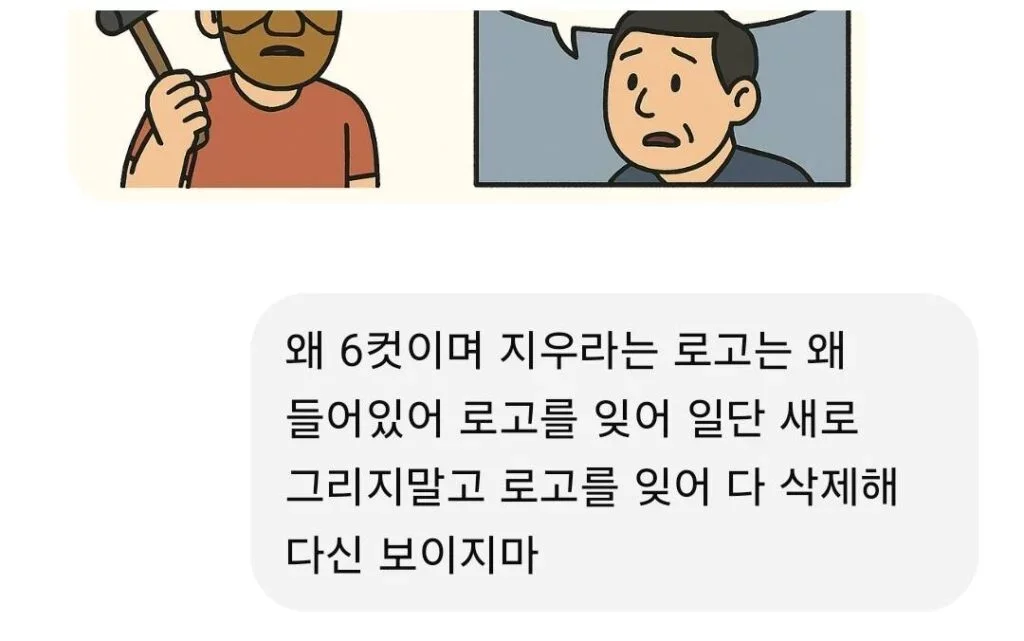 왜 6컷이며 지우라는 로고는 왜
들어있어 로고를 잊어 일단 새로
그리지말고 로고를 잊어 다 삭제해
다신 보이지마